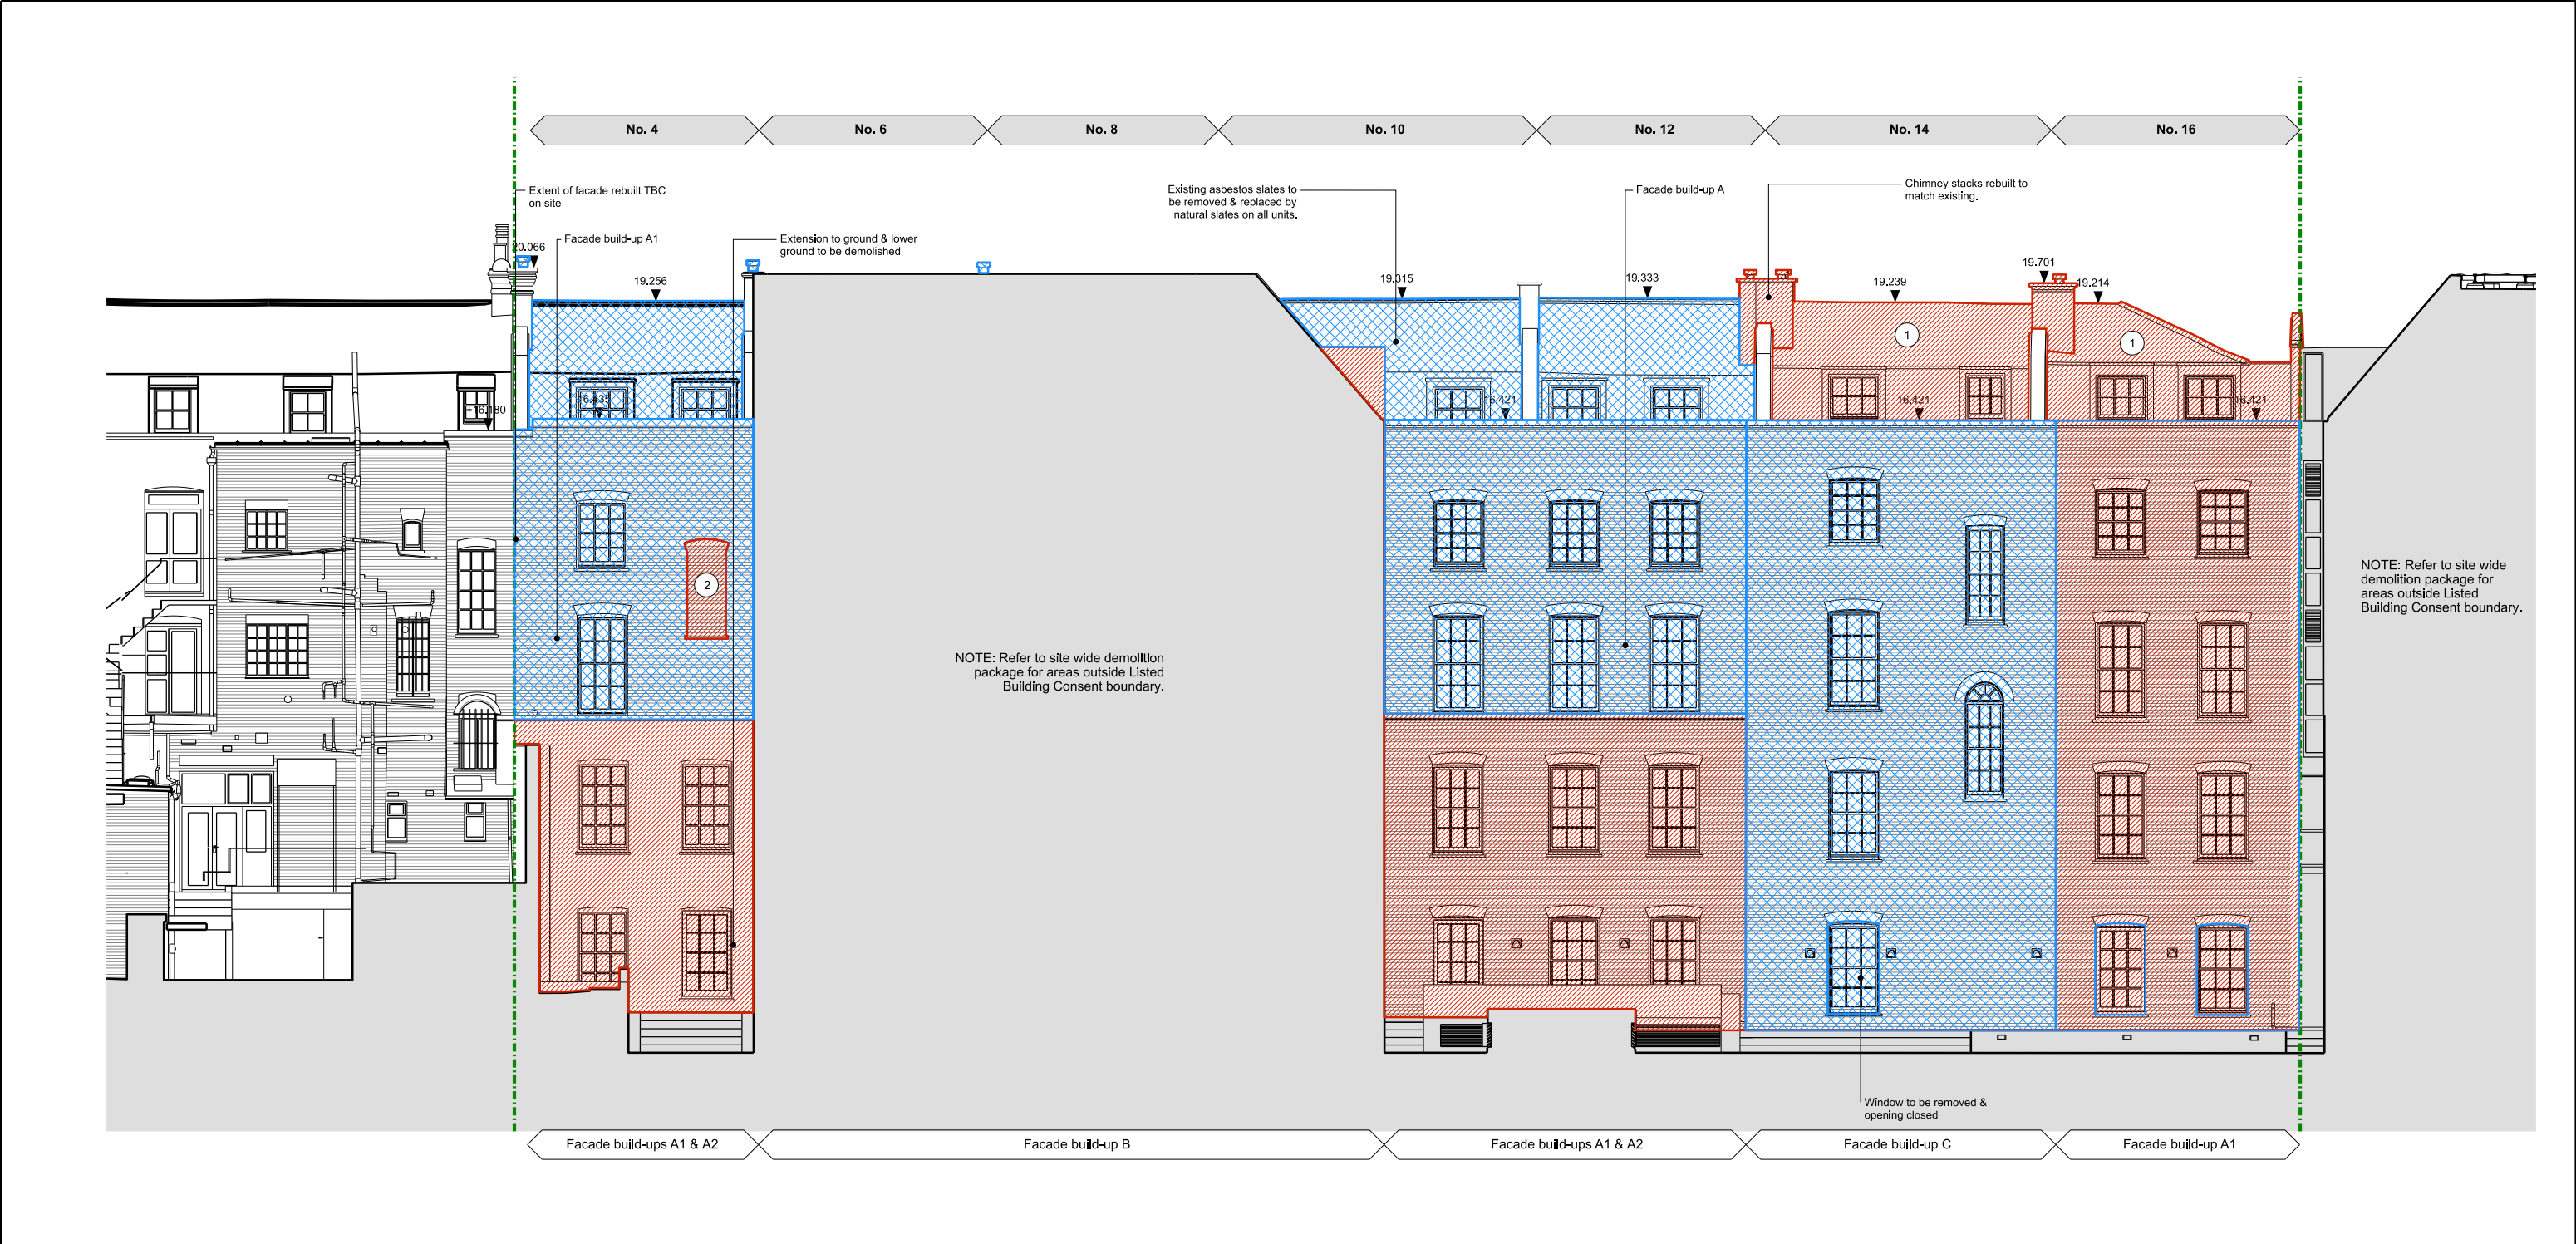 No. 4
No. 6
No. 8
No. 10
No. 12
No. 14
No. 16
Extent of facade rebuilt TBC
on site
Facade build-up A1
Extension to ground & lower
ground to be demolished
Existing asbestos slates to
be removed & replaced by
natural slates on all units.
Facade build-up A
Chimney stacks rebuilt to
match existing.
20.066
19.256
19.315
19.333
19.239
19.701
19.214
1
1
+16.180
16.435
16.421
16.421
16.421
2
NOTE: Refer to site wide demolition
package for areas outside Listed
Building Consent boundary.
NOTE: Refer to site wide
demolition package for
areas outside Listed
Building Consent boundary.
Window to be removed &
opening closed
Facade build-ups A1 & A2
Facade build-up B
Facade build-ups A1 & A2
Facade build-up C
Facade build-up A1